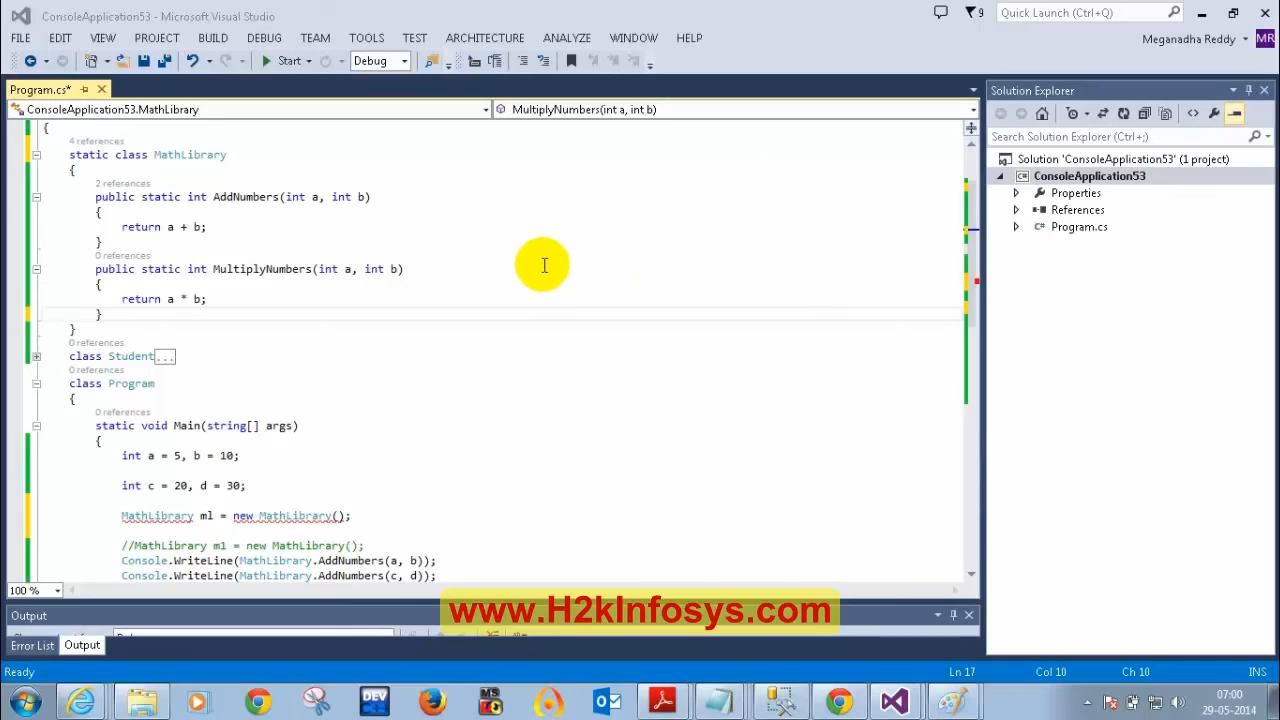 ConsoleApplication53 - Microsoft Visual Studio
9
Quick Launch (Ctrl+Q)
FILE EDIT VIEW PROJECT BUILD DEBUG TEAM TOOLS TEST ARCHITECTURE ANALYZE WINDOW HELP
Meganadha Reddy MR
Start Debug
Program.cs*
ConsoleApplication53.MathLibrary MultiplyNumbers(int a, int b)
{
4 references
static class MathLibrary
{
2 references
public static int AddNumbers(int a, int b)
{
return a + b;
}
0 references
public static int MultiplyNumbers(int a, int b)
{
return a * b;
}
}
0 references
class Student...
0 references
class Program
{
0 references
static void Main(string[] args)
{
int a = 5, b = 10;
int c = 20, d = 30;
MathLibrary ml = new MathLibrary();
//MathLibrary m1 = new MathLibrary();
Console.WriteLine(MathLibrary.AddNumbers(a, b));
Console.WriteLine(MathLibrary.AddNumbers(c, d));
100 %
Solution Explorer
Search Solution Explorer (Ctrl+;)
Solution 'ConsoleApplication53' (1 project)
ConsoleApplication53
Properties
References
Program.cs
Output
www.H2kInfosys.com
Error List Output
Ready Ln 17 Col 10 Ch 10 INS
DEV
MS
07:00
29-05-2014